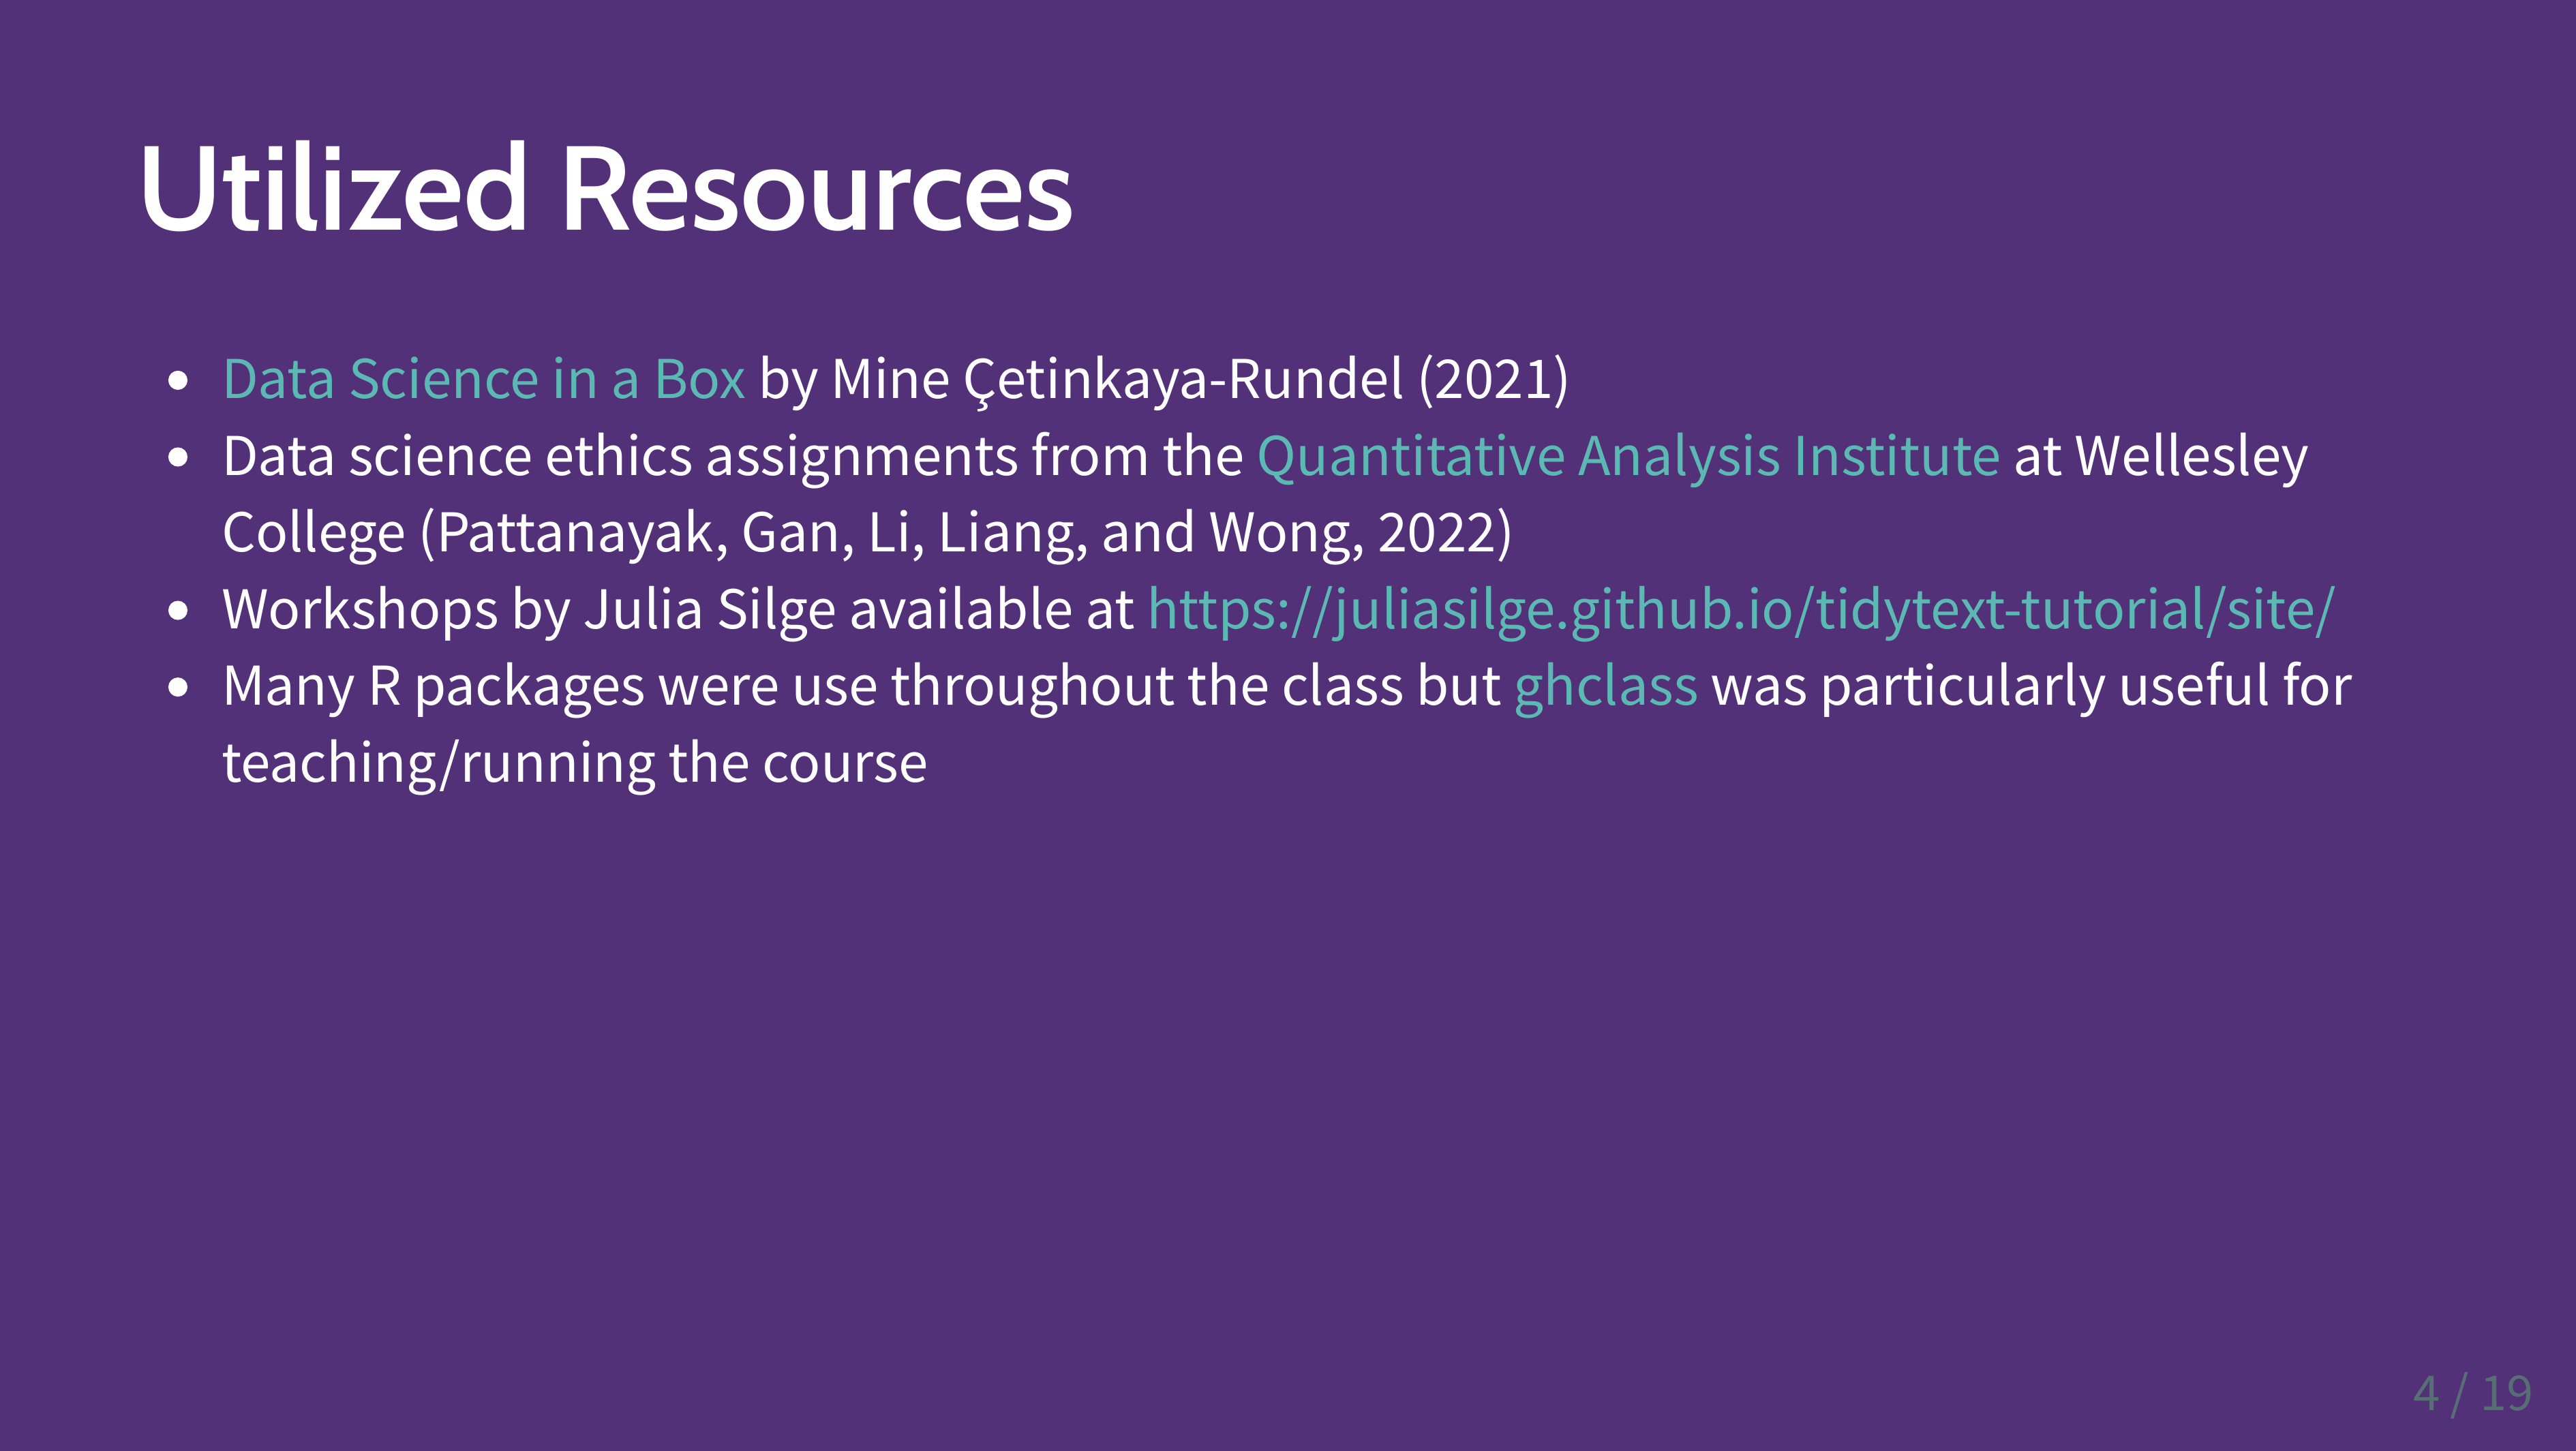 Utilized Resources
Data Science in a Box by Mine Çetinkaya-Rundel (2021)
Data science ethics assignments from the Quantitative Analysis Institute at Wellesley
College (Pattanayak, Gan, Li, Liang, and Wong, 2022)
Workshops by Julia Silge available at https://juliasilge.github.io/tidytext-tutorial/site/
Many R packages were use throughout the class but ghclass was particularly useful for
teaching/running the course
4 / 19